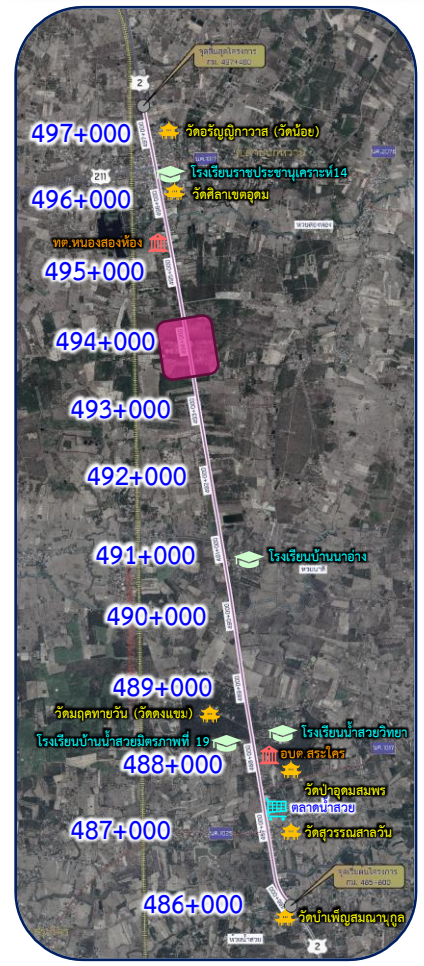 จุดสิ้นสุดโครงการ
กม. 497+480
2
497+000
วัดอรัญญิกาวาส (วัดน้อย)
211
โรงเรียนราชประชานุเคราะห์14
496+000
วัดศิลาเขตอุดม
ทต.หนองสองห้อง
495+000
494+000
493+000
492+000
491+000
โรงเรียนบ้านนาอ่าง
490+000
489+000
วัดมฤคทายวัน (วัดดงแขม)
โรงเรียนน้ำสวยวิทยา
โรงเรียนบ้านน้ำสวยมิตรภาพที่ 19
อบต.สระใคร
488+000
วัดป่าอุดมสมพร
ตลาดน้ำสวย
487+000
วัดสุวรรณสาลวัน
จุดเริ่มต้นโครงการ
486+000
วัดบำเพ็ญสมณานุกูล
ห้วยน้ำสวย
2